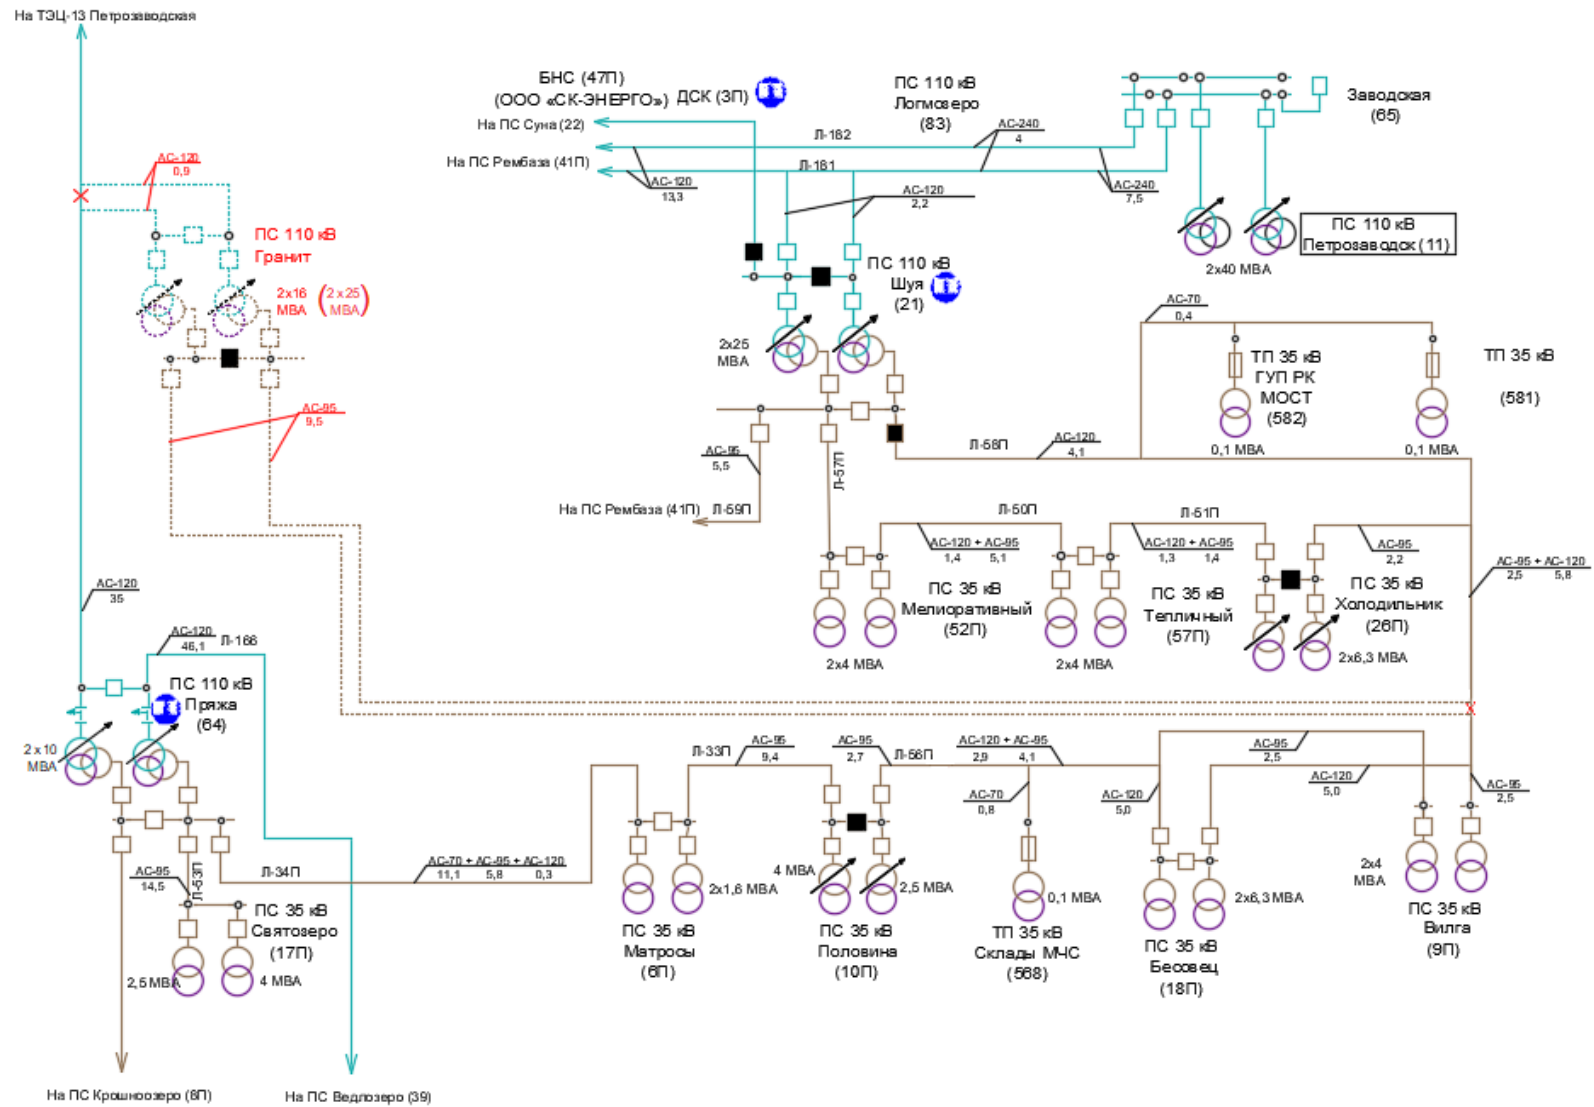 На ТЭЦ-13 Петрозаводская
БНС (47П)
(ООО «СК-ЭНЕРГО»)
ДСК (3П)
На ПС Суна (22)
На ПС Рембаза (41П)
ПС 110 кВ
Логмозеро
(83)
Заводская
(65)
Л-182
Л-181
АС-240
4
АС-120
13,3
АС-120
2,2
АС-240
7,5
ПС 110 кВ
Петрозаводск (11)
2х40 МВА
АС-120
0,9
ПС 110 кВ
Гранит
2х16
МВА
(2х25)
МВА
АС-95
9,5
ПС 110 кВ
Шуя
(21)
2х25
МВА
АС-70
0,4
ТП 35 кВ
ГУП РК
МОСТ
(582)
0,1 МВА
ТП 35 кВ
(581)
0,1 МВА
АС-95
5,5
Л-57П
Л-58П
АС-120
4,1
На ПС Рембаза (41П)
Л-59П
Л-50П
АС-120 + АС-95
1,4 5,1
Л-51П
АС-120 + АС-95
1,3 1,4
АС-95
2,2
АС-95 + АС-120
2,5 5,8
ПС 35 кВ
Мелиоративный
(52П)
2х4 МВА
ПС 35 кВ
Тепличный
(57П)
2х4 МВА
ПС 35 кВ
Холодильник
(26П)
2х6,3 МВА
АС-120
35
АС-120
46,1
Л-166
ПС 110 кВ
Пряжа
(64)
2 х 10
МВА
Л-33П
АС-95
9,4
АС-95
2,7
Л-56П
АС-120 + АС-95
2,9 4,1
АС-70
0,8
АС-120
5,0
АС-95
2,5
АС-120
5,0
АС-95
2,5
АС-95
14,5
Л-53П
Л-34П
АС-70 + АС-95 + АС-120
11,1 5,8 0,3
ПС 35 кВ
Святозеро
(17П)
2,5 МВА
4 МВА
2х1,6 МВА
ПС 35 кВ
Матросы
(6П)
4 МВА
2,5 МВА
ПС 35 кВ
Половина
(10П)
0,1 МВА
ТП 35 кВ
Склады МЧС
(568)
2х6,3 МВА
ПС 35 кВ
Бесовец
(18П)
2х4
МВА
ПС 35 кВ
Вилга
(9П)
На ПС Крошноозеро (8П)
На ПС Ведлозеро (39)